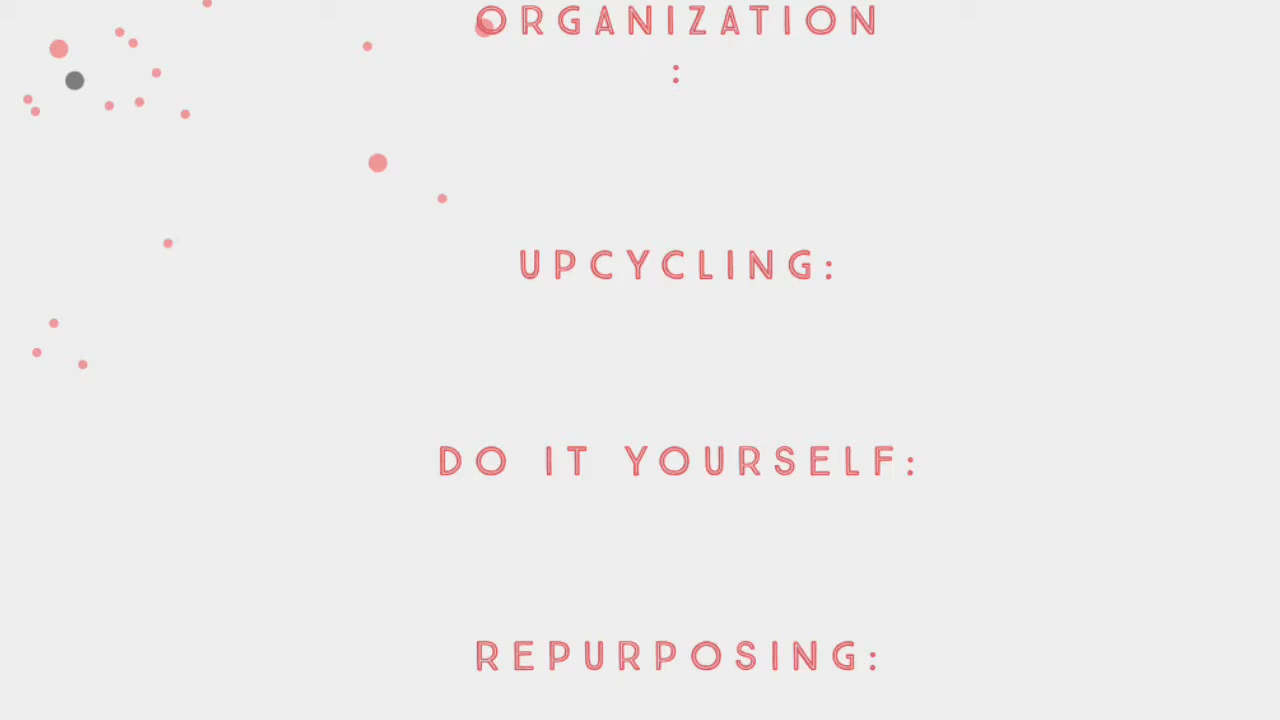 ORGANIZATION
:
UPCYCLING:
DO IT YOURSELF:
REPURPOSING: